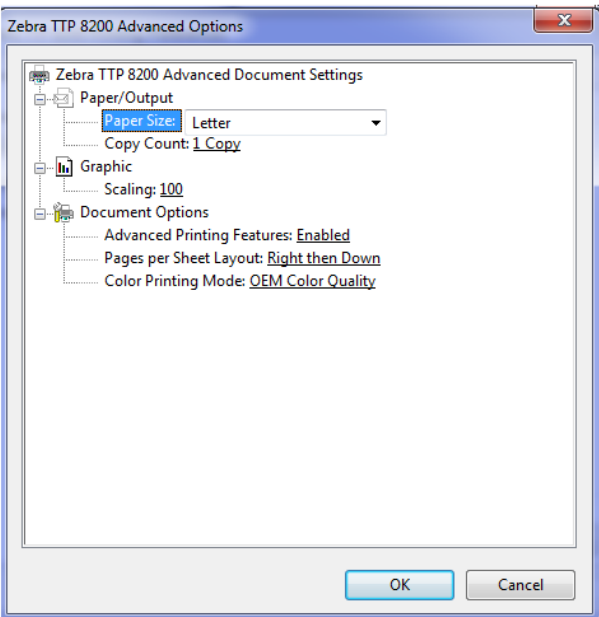 Zebra TTP 8200 Advanced Options
Zebra TTP 8200 Advanced Document Settings
Paper/Output
Paper Size: Letter
Copy Count: 1 Copy
Graphic
Scaling: 100
Document Options
Advanced Printing Features: Enabled
Pages per Sheet Layout: Right then Down
Color Printing Mode: OEM Color Quality
OK Cancel